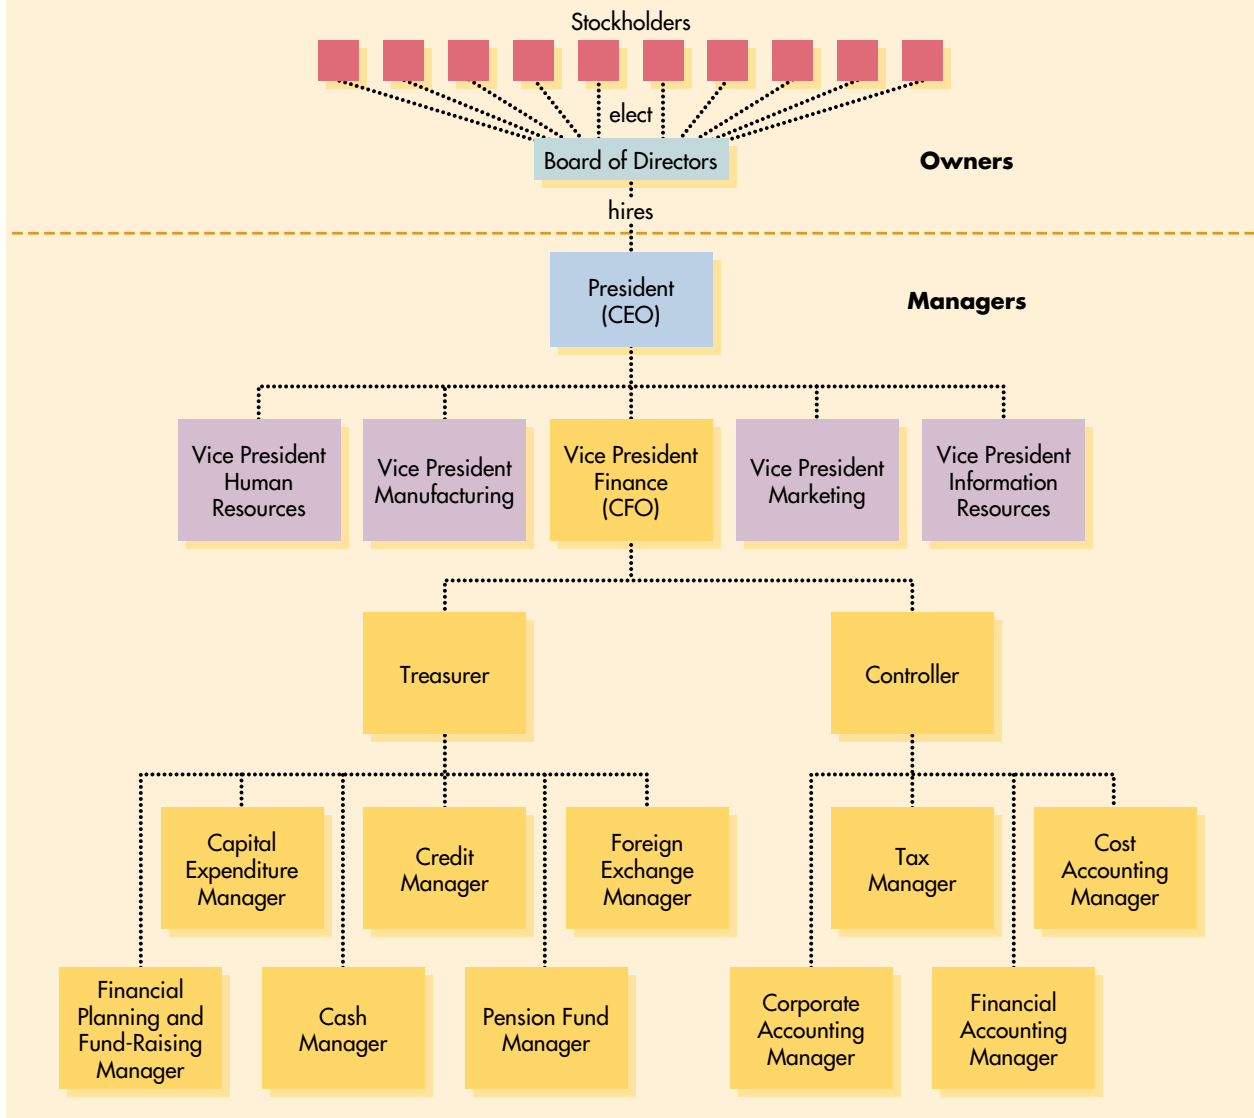 Stockholders
elect
Board of Directors
Owners
hires
President
(CEO)
Managers
Vice President
Human
Resources
Vice President
Manufacturing
Vice President
Finance
(CFO)
Vice President
Marketing
Vice President
Information
Resources
Treasurer
Controller
Capital
Expenditure
Manager
Credit
Manager
Foreign
Exchange
Manager
Tax
Manager
Cost
Accounting
Manager
Financial
Planning and
Fund-Raising
Manager
Cash
Manager
Pension Fund
Manager
Corporate
Accounting
Manager
Financial
Accounting
Manager